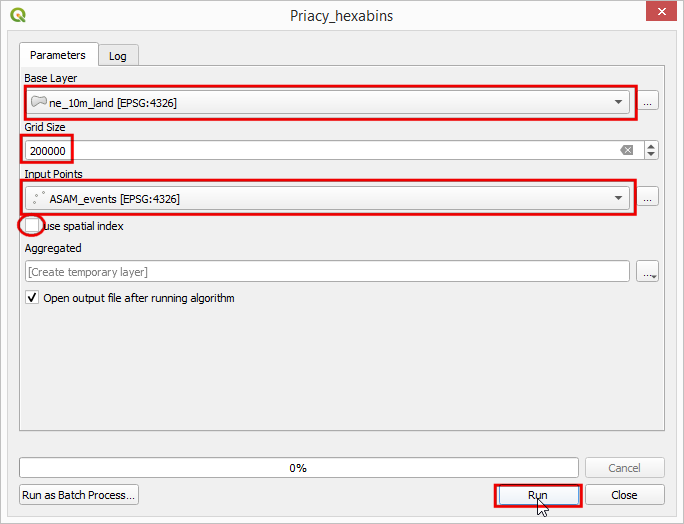 Priacy_hexabins
Parameters
Log
Base Layer
ne_10m_land [EPSG:4326]
...
Grid Size
200000
Input Points
ASAM_events [EPSG:4326]
...
use spatial index
Aggregated
[Create temporary layer]
...
Open output file after running algorithm
0%
Cancel
Run as Batch Process...
Run
Close